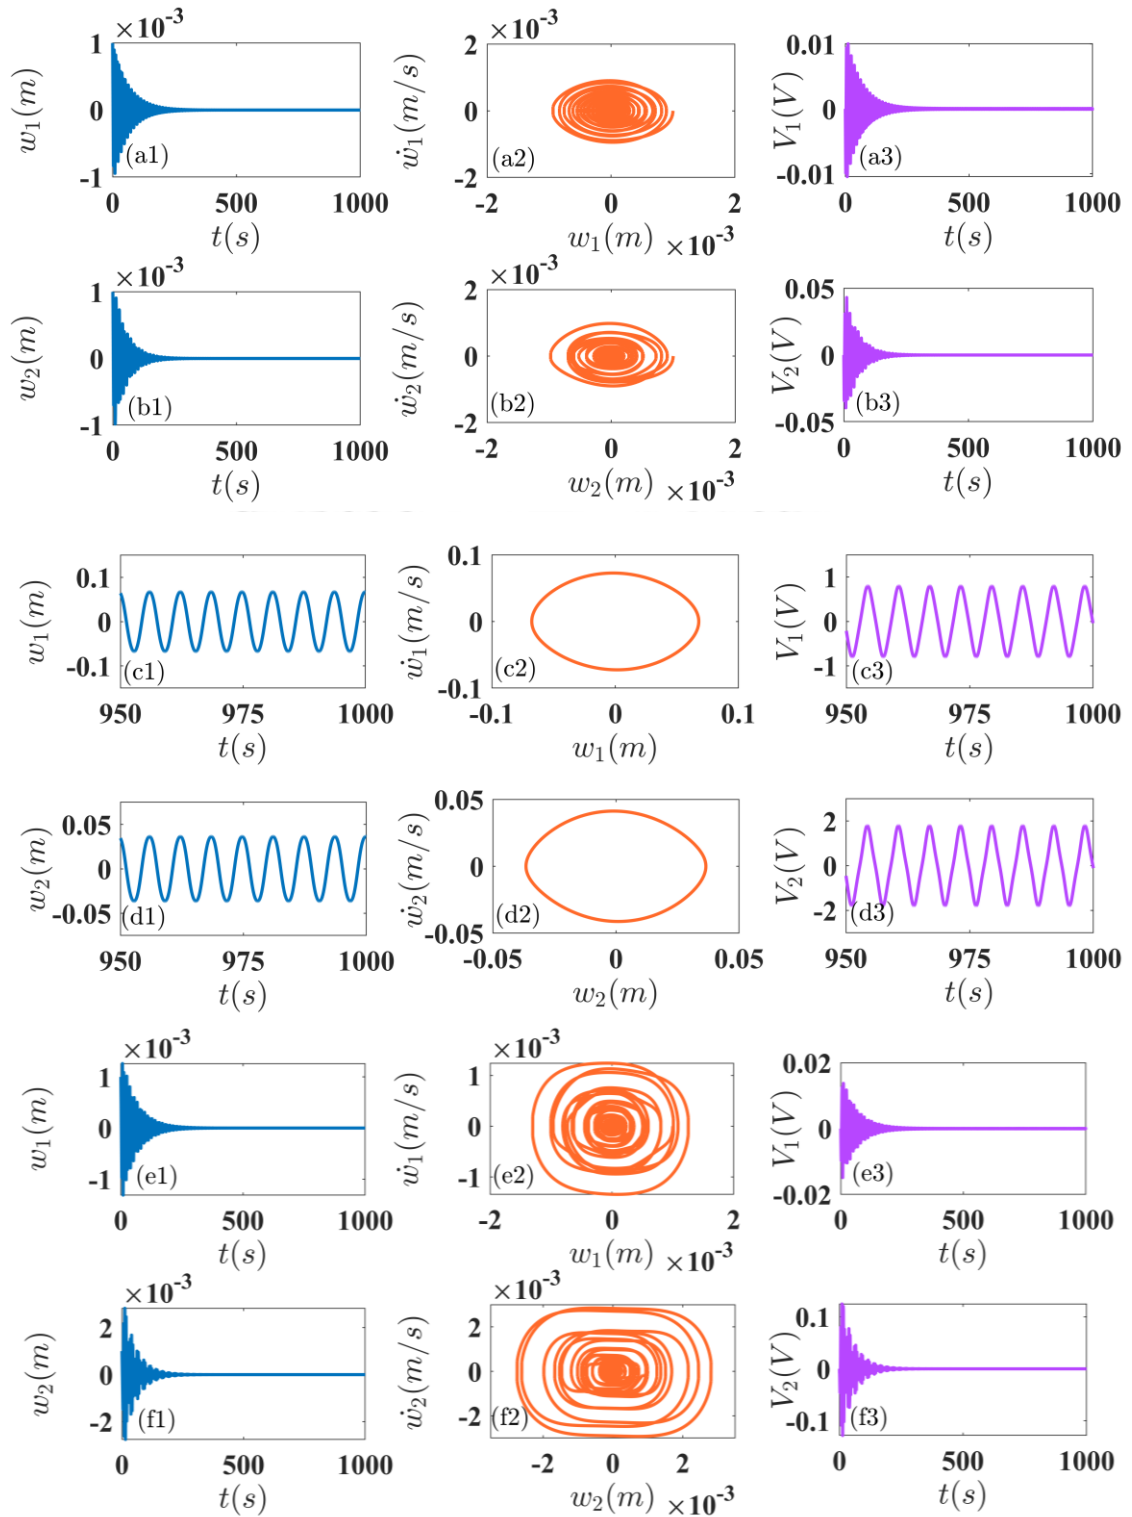 ×10-3 ×10-3
1 2 0.01
w1(m) 0 ẇ1(m/s) 0 V1(V) 0
(a1) (a2) (a3)
-1 -2 -0.01
0 500 1000 -2 0 2 0 500 1000
t(s) w1(m) ×10-3 t(s)
×10-3 ×10-3
1 2 0.05
w2(m) 0 ẇ2(m/s) 0 V2(V) 0
(b1) (b2) (b3)
-1 -2 -0.05
0 500 1000 -2 0 2 0 500 1000
t(s) w2(m) ×10-3 t(s)
0.1 0.1 1
w1(m) 0 ẇ1(m/s) 0 V1(V) 0
-0.1 (c1) -0.1 (c2) -1 (c3)
950 975 1000 -0.1 0 0.1 950 975 1000
t(s) w1(m) t(s)
0.05 0.05 2
w2(m) 0 ẇ2(m/s) 0 V2(V) 0
-0.05 (d1) -0.05 (d2) -2 (d3)
950 975 1000 -0.05 0 0.05 950 975 1000
t(s) w2(m) t(s)
×10-3 ×10-3
1 1 0.02
w1(m) 0 ẇ1(m/s) 0 V1(V) 0
-1 (e1) -1 (e2) -0.02 (e3)
0 500 1000 -2 0 2 0 500 1000
t(s) w1(m) ×10-3 t(s)
×10-3 ×10-3
2 2 0.1
w2(m) 0 ẇ2(m/s) 0 V2(V) 0
-2 (f1) -2 (f2) -0.1 (f3)
0 500 1000 -2 0 2 0 500 1000
t(s) w2(m) ×10-3 t(s)